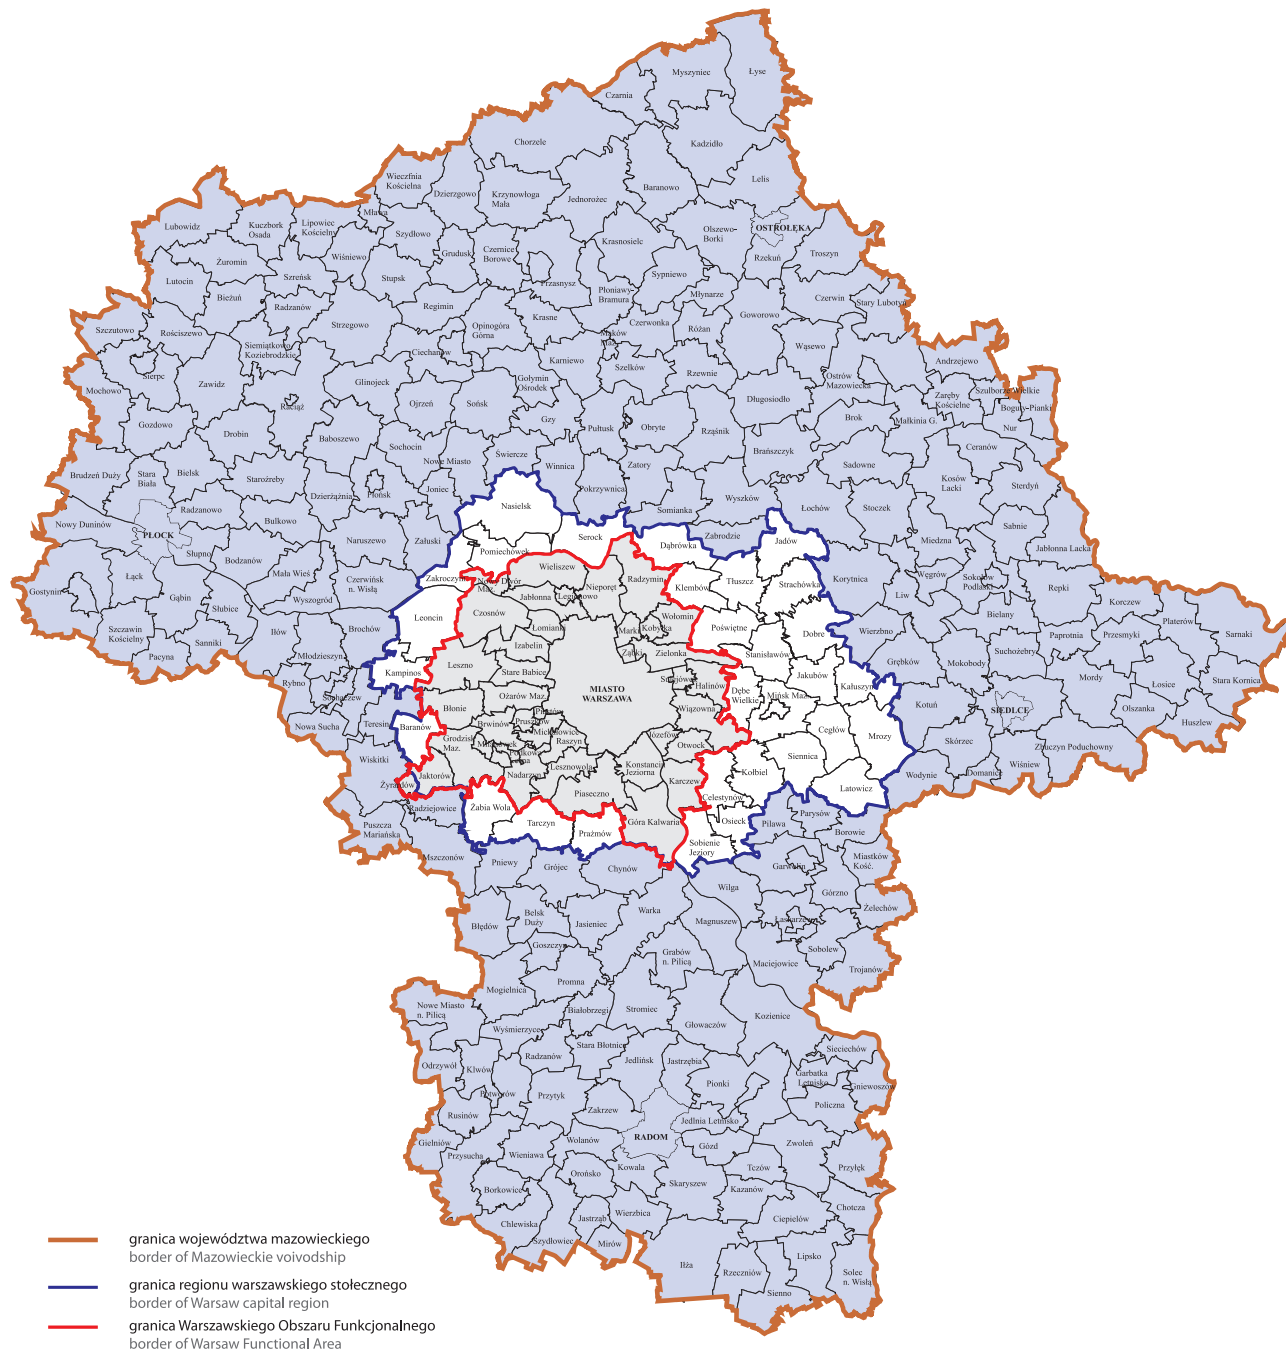 Myszyniec
Łyse
Czarnia
Chorzele
Kadzidło
Lelis
Wieczfnia
Kościelna
Dzierzgowo
Krzynowłoga
Mała
Jednorożec
Baranowo
Lubowidz
Kuczbork
Osada
Lipowiec
Kościelny
Mława
Szydłowo
Wiśniewo
Grudusk
Czernice
Borowe
Krasnosielc
Olszewo-
Borki
OSTROŁĘKA
Rzekuń
Troszyn
Żuromin
Lutocin
Bieżuń
Szreńsk
Stupsk
Przasnysz
Sypniewo
Płoniawy-
Bramura
Młynarze
Czerwin
Stary Lubotyń
Radzanów
Regimin
Krasne
Strzegowo
Opinogóra
Górna
Czerwonka
Różan
Goworowo
Szczutowo
Rościszewo
Siemiątkowo
Koziebrodzkie
Ciechanów
Karniewo
Maków
Maz.
Szelków
Rzewnie
Wąsewo
Ostrów
Mazowiecka
Andrzejewo
Sierpc
Zawidz
Glinojeck
Gołymin
Ośrodek
Długosiodło
Zaręby
Kościelne
Szulborze Wielkie
Boguty-Pianki
Mochowo
Raciąż
Ojrzeń
Sońsk
Gzy
Pułtusk
Obryte
Rząśnik
Brok
Małkinia G.
Nur
Gozdowo
Drobin
Baboszewo
Sochocin
Nowe Miasto
Świercze
Winnica
Zatory
Brańszczyk
Sadowne
Ceranów
Kosów
Lacki
Sterdyń
Brudzeń Duży
Stara
Biała
Bielsk
Staroźreby
Dzierzążnia
Płońsk
Joniec
Pokrzywnica
Wyszków
Łochów
Stoczek
Somianka
Nasielsk
Radzanowo
Bulkowo
Nowy Duninów
PŁOCK
Słupno
Naruszewo
Załuski
Pomiechówek
Serock
Dąbrówka
Zabrodzie
Jadów
Miedzna
Sabnie
Jabłonna Lacka
Bodzanów
Mała Wieś
Czerwińsk
n. Wisłą
Zakroczym
Nowy Dwór
Maz.
Wieliszew
Nieporęt
Radzymin
Klembów
Tłuszcz
Strachówka
Korytnica
Węgrów
Sokołów
Podlaski
Repki
Łąck
Gostynin
Gąbin
Słubice
Wyszogród
Jabłonna
Legionowo
Liw
Bielany
Korczew
Czosnów
Leoncin
Łomianki
Marki
Kobyłka
Wołomin
Poświętne
Dobre
Wierzbno
Paprotnia
Przesmyki
Platerów
Sarnaki
Szczawin
Kościelny
Sanniki
Iłów
Brochów
Młodzieszyn
Pacyna
Izabelin
Ząbki
Zielonka
Stanisławów
Grębków
Mokobody
Suchożebry
Mordy
Łosice
Stara Kornica
Kampinos
Leszno
Stare Babice
MIASTO
WARSZAWA
Sulejówek
Halinów
Dębe
Wielkie
Mińsk Maz.
Jakubów
Kałuszyn
Rybno
Sochaczew
Ożarów Maz.
Błonie
Wiązowna
Kotuń
SIEDLCE
Olszanka
Huszlew
Nowa Sucha
Teresin
Baranów
Brwinów
Piastów
Pruszków
Michałowice
Raszyn
Józefów
Otwock
Cegłów
Mrozy
Skórzec
Zbuczyn Poduchowny
Wiskitki
Grodzisk
Maz.
Milanówek
Podkowa
Leśna
Lesznowola
Konstancin
Jeziorna
Kołbiel
Siennica
Wodynie
Domanice
Wiśniew
Żyrardów
Jaktorów
Nadarzyn
Piaseczno
Karczew
Celestynów
Latowicz
Radziejowice
Żabia Wola
Tarczyn
Prażmów
Góra Kalwaria
Osieck
Sobienie
Jeziory
Pilawa
Parysów
Borowie
Puszcza
Mariańska
Mszczonów
Pniewy
Grójec
Chynów
Garwolin
Miastków
Kość.
Wilga
Górzno
Żelechów
Błędów
Belsk
Duży
Jasieniec
Warka
Magnuszew
Łaskarzew
Sobolew
Goszczyn
Grabów
n. Pilicą
Maciejowice
Trojanów
Mogielnica
Promna
Nowe Miasto
n. Pilicą
Białobrzegi
Stromiec
Głowaczów
Kozienice
Wyśmierzyce
Stara Błotnica
Sieciechów
Odrzywół
Klwów
Radzanów
Jedlińsk
Jastrzębia
Pionki
Garbatka
Letnisko
Gniewoszów
Potworów
Przytyk
Zakrzew
Policzna
Rusinów
RADOM
Jedlnia Letnisko
Gielniów
Przysucha
Wieniawa
Wolanów
Gózd
Zwoleń
Orońsko
Kowala
Tczów
Przyłęk
Borkowice
Skaryszew
Kazanów
Chlewiska
Jastrząb
Wierzbica
Ciepielów
Chotcza
Szydłowiec
Mirów
Iłża
Rzeczniów
Lipsko
Sienno
Solec
n. Wisłą
granica województwa mazowieckiego
border of Mazowieckie voivodship
granica regionu warszawskiego stołecznego
border of Warsaw capital region
granica Warszawskiego Obszaru Funkcjonalnego
border of Warsaw Functional Area